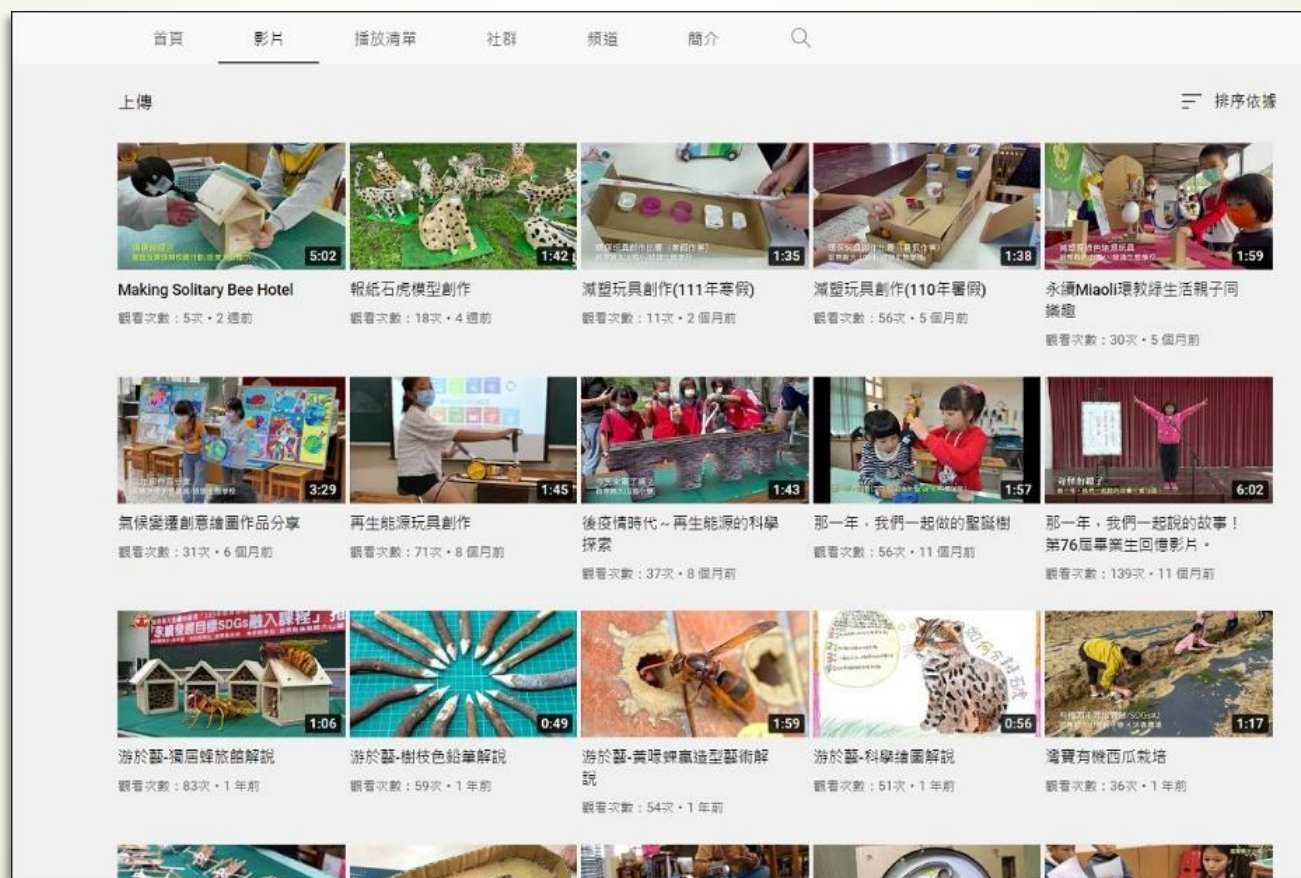 首頁 影片 播放清單 社群 頻道 簡介
上傳
排序依據
5:02
1:42
1:35
1:38
1:59
Making Solitary Bee Hotel
報紙石虎模型創作
減塑玩具創作(111年寒假)
減塑玩具創作(110年暑假)
永續Miaoli環教綠生活親子同
樂趣
觀看次數：5次・2 週前
觀看次數：18次・4 週前
觀看次數：11次・2 個月前
觀看次數：56次・5 個月前
觀看次數：30次・5 個月前
3:29
1:45
1:43
1:57
6:02
氣候變遷創意繪圖作品分享
再生能源玩具創作
後疫情時代～再生能源的科學
探索
那一年，我們一起做的聖誕樹
那一年，我們一起說的故事！
第76屆畢業生回憶影片。
觀看次數：31次・6 個月前
觀看次數：71次・8 個月前
觀看次數：37次・8 個月前
觀看次數：56次・11 個月前
觀看次數：139次・11 個月前
「永續發展目標SDGs融入課程」
如何介紹石虎
1:06
0:49
1:59
0:56
1:17
游於藝-獨居蜂旅館解說
游於藝-樹枝色鉛筆解說
游於藝-黃喙蜾蠃造型藝術解
說
游於藝-科學繪圖解說
灣寶有機西瓜栽培
觀看次數：83次・1 年前
觀看次數：59次・1 年前
觀看次數：54次・1 年前
觀看次數：51次・1 年前
觀看次數：36次・1 年前